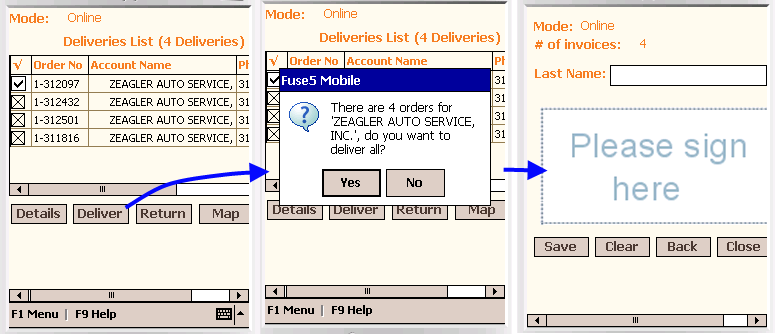 Mode: Online
Deliveries List (4 Deliveries)
√ Order No Account Name Ph
1-312097 ZEAGLER AUTO SERVICE, 31
1-312432 ZEAGLER AUTO SERVICE, 31
1-312501 ZEAGLER AUTO SERVICE, 31
1-311816 ZEAGLER AUTO SERVICE, 31
Details Deliver Return Map
F1 Menu | F9 Help
Mode: Online
Deliveries List (4 Deliveries)
√ Order No Account Name Ph
Fuse5 Mobile
There are 4 orders for
'ZEAGLER AUTO SERVICE,
INC.', do you want to
deliver all?
Yes No
31
31
31
31
Details Deliver Return Map
F1 Menu | F9 Help
Mode: Online
# of invoices: 4
Last Name:
Please sign
here
Save Clear Back Close